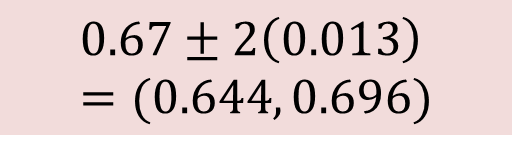 0.67 ± 2(0.013)
= (0.644, 0.696)